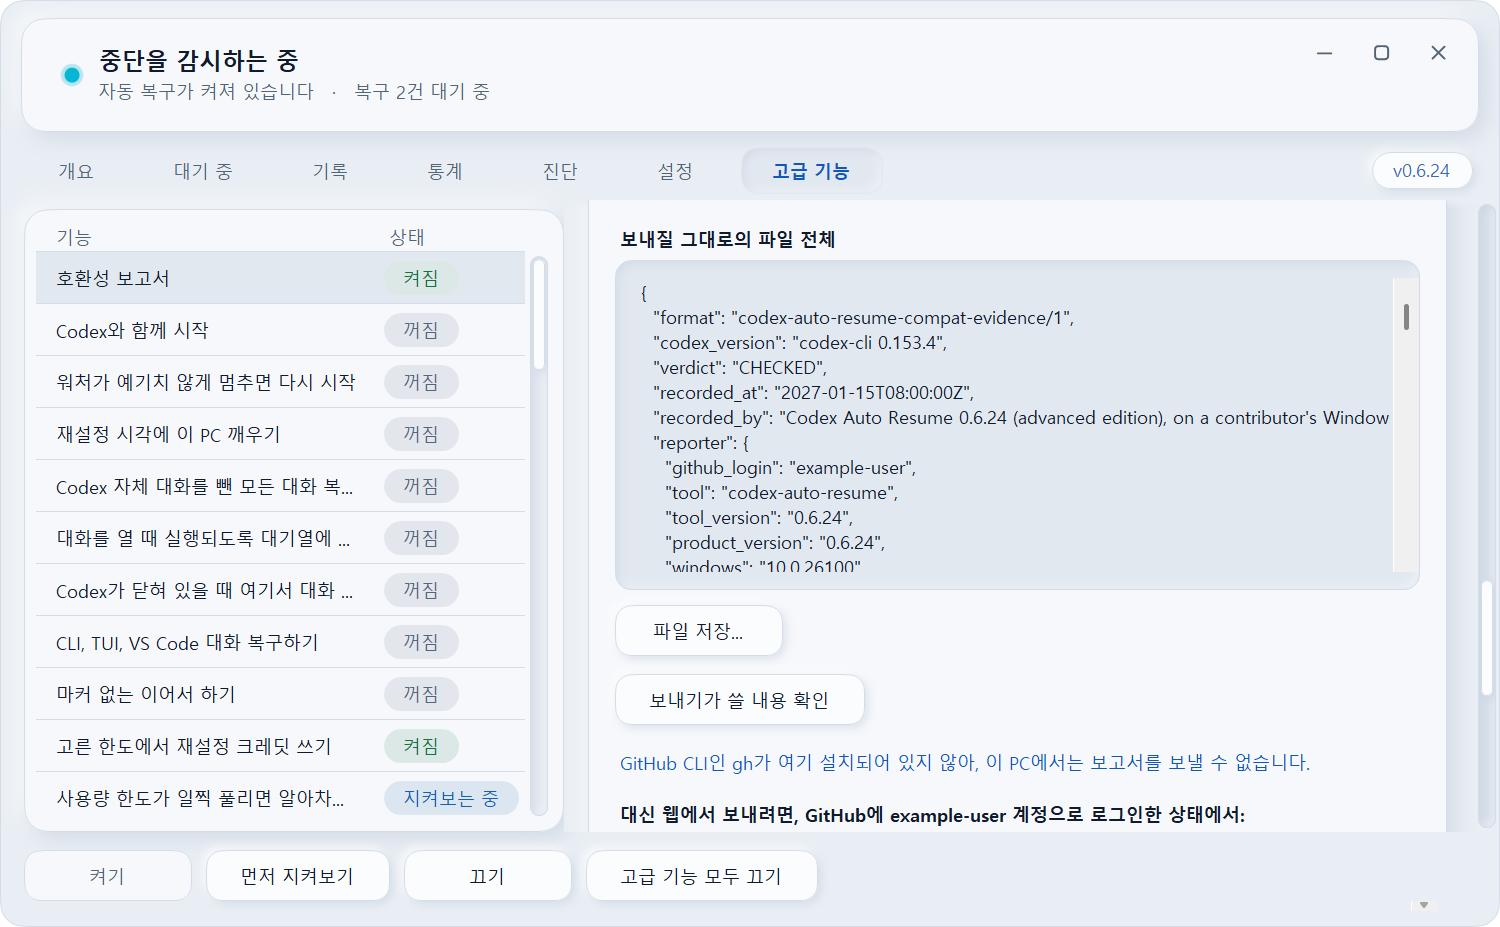 중단을 감시하는 중
자동 복구가 켜져 있습니다 · 복구 2건 대기 중
개요
대기 중
기록
통계
진단
설정
고급 기능
v0.6.24
기능
상태
호환성 보고서
켜짐
Codex와 함께 시작
꺼짐
워처가 예기치 않게 멈추면 다시 시작
꺼짐
재설정 시각에 이 PC 깨우기
꺼짐
Codex 자체 대화를 뺀 모든 대화 복...
꺼짐
대화를 열 때 실행되도록 대기열에 ...
꺼짐
Codex가 닫혀 있을 때 여기서 대화 ...
꺼짐
CLI, TUI, VS Code 대화 복구하기
꺼짐
마커 없는 이어서 하기
꺼짐
고른 한도에서 재설정 크레딧 쓰기
켜짐
사용량 한도가 일찍 풀리면 알아차...
지켜보는 중
보내질 그대로의 파일 전체
{
"format": "codex-auto-resume-compat-evidence/1",
"codex_version": "codex-cli 0.153.4",
"verdict": "CHECKED",
"recorded_at": "2027-01-15T08:00:00Z",
"recorded_by": "Codex Auto Resume 0.6.24 (advanced edition), on a contributor's Window
"reporter": {
"github_login": "example-user",
"tool": "codex-auto-resume",
"tool_version": "0.6.24",
"product_version": "0.6.24",
"windows": "10.0.26100"
파일 저장...
보내기가 쓸 내용 확인
GitHub CLI인 gh가 여기 설치되어 있지 않아, 이 PC에서는 보고서를 보낼 수 없습니다.
대신 웹에서 보내려면, GitHub에 example-user 계정으로 로그인한 상태에서:
켜기
먼저 지켜보기
끄기
고급 기능 모두 끄기